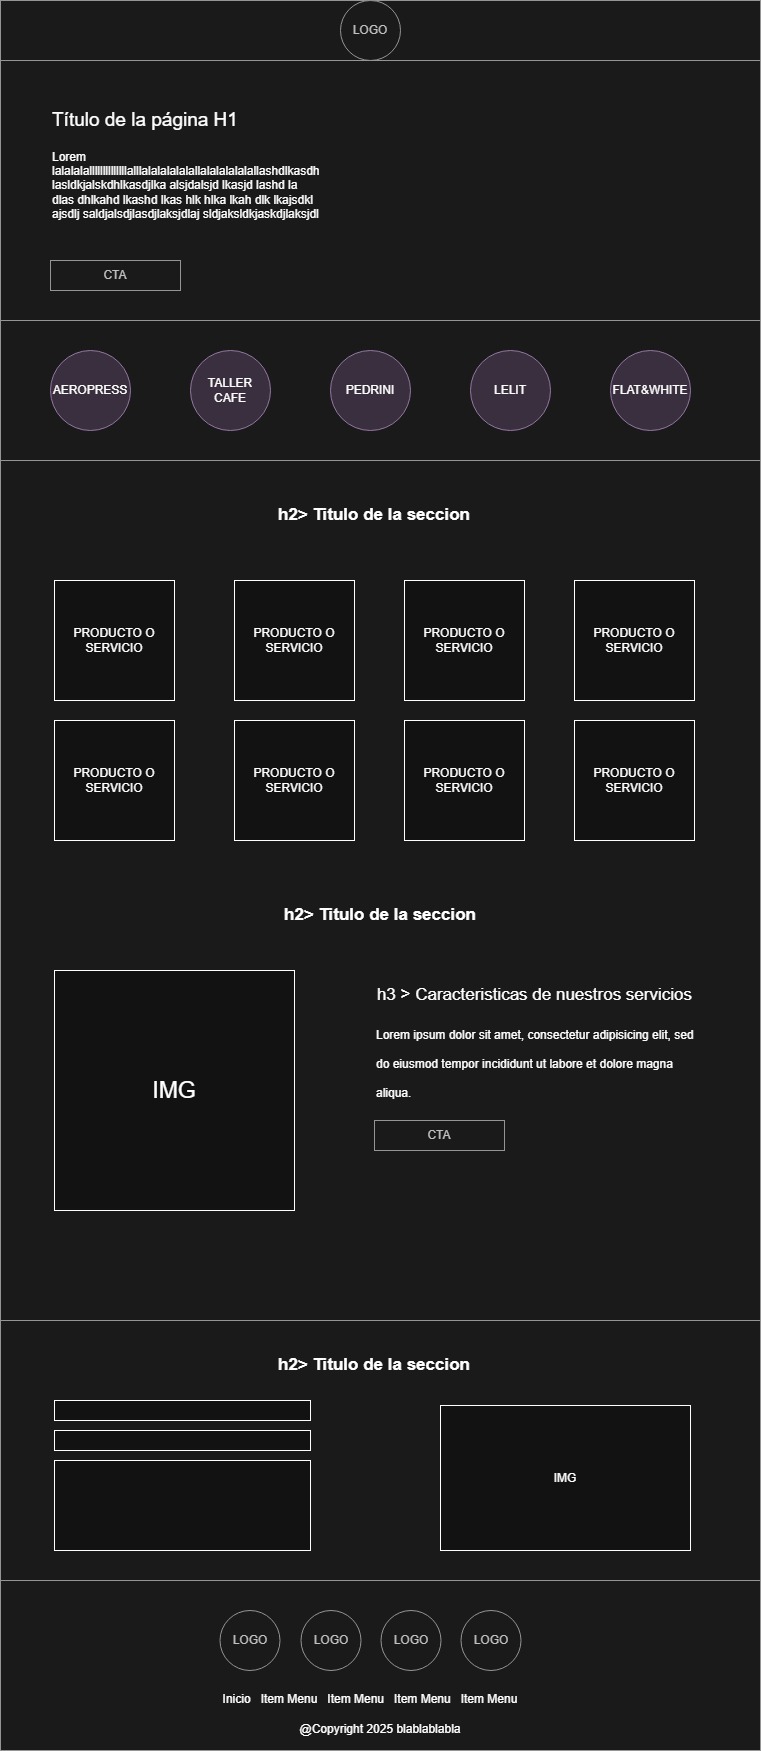 LOGO
Título de la página H1
Lorem
lalalalallllllllllllllalllalalalalalallalalalalalallashdlkasdh
lasldkjalskdhlkasdjlka alsjdalsjd lkasjd lashd la
dlas dhlkahd lkashd lkas hlk hlka lkah dlk lkajsdkl
ajsdlj saldjalsdjlasdjlaksjdlaj sldjaksldkjaskdjlaksjdl
CTA
AEROPRESS
TALLER
CAFE
PEDRINI
LELIT
FLAT&WHITE
h2> Titulo de la seccion
PRODUCTO O
SERVICIO
PRODUCTO O
SERVICIO
PRODUCTO O
SERVICIO
PRODUCTO O
SERVICIO
PRODUCTO O
SERVICIO
PRODUCTO O
SERVICIO
PRODUCTO O
SERVICIO
PRODUCTO O
SERVICIO
h2> Titulo de la seccion
IMG
h3 > Caracteristicas de nuestros servicios
Lorem ipsum dolor sit amet, consectetur adipisicing elit, sed
do eiusmod tempor incididunt ut labore et dolore magna
aliqua.
CTA
h2> Titulo de la seccion
IMG
LOGO
LOGO
LOGO
LOGO
Inicio Item Menu Item Menu Item Menu Item Menu
@Copyright 2025 blablablabla